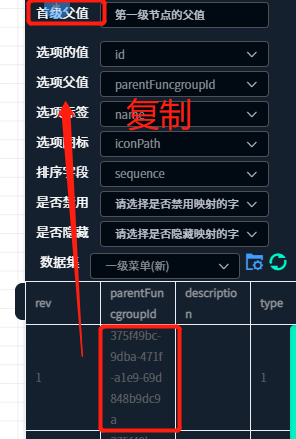 首级父值 第一级节点的父值
选项的值 id
选项父值 parentFuncgroupId
选项标签 name
复制
选项图标 iconPath
排序字段 sequence
是否禁用 请选择是否禁用映射的字
是否隐藏 请选择是否隐藏映射的字
数据集 一级菜单(新)
rev parentFuncgroupId description type
1 375f49bc-9dba-471f-a1e9-69d848b9dc9a 1